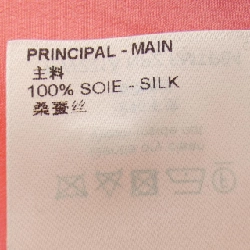 PRINCIPAL - MAIN
主料
100% SOIE - SILK
桑蚕丝